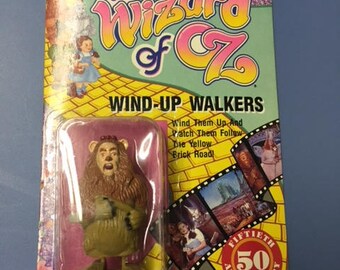 Wizard
of OZ
WIND-UP WALKERS
Wind Them Up And
Watch Them Follow
The Yellow
Brick Road!
FIFTIETH
50